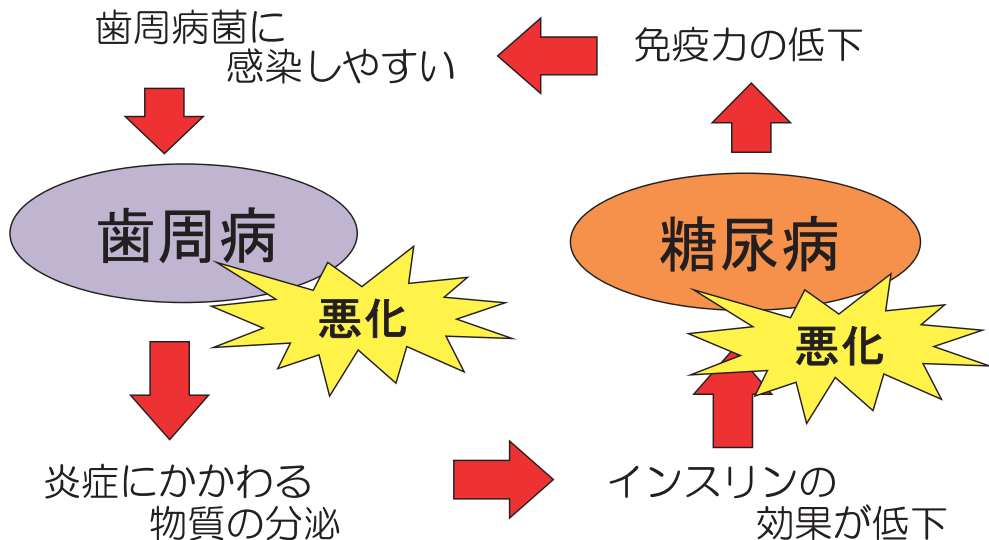 歯周病菌に
感染しやすい
免疫力の低下
歯周病
悪化
糖尿病
悪化
炎症にかかわる
物質の分泌
インスリンの
効果が低下